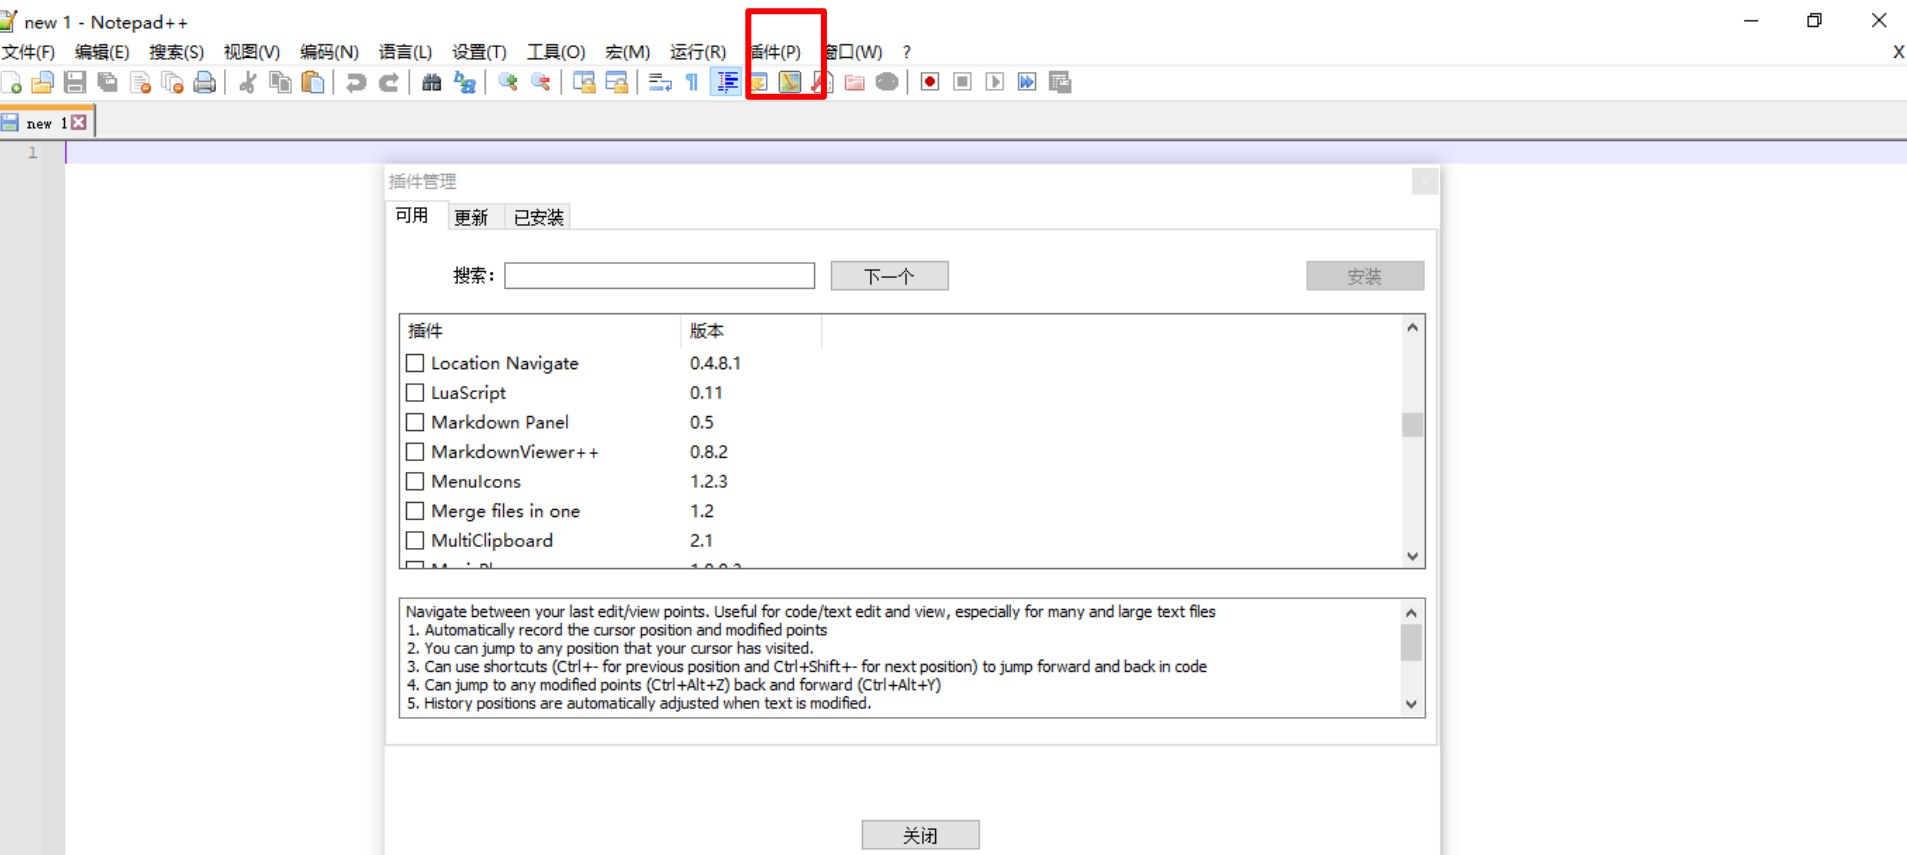 new 1 - Notepad++
文件(F) 编辑(E) 搜索(S) 视图(V) 编码(N) 语言(L) 设置(T) 工具(O) 宏(M) 运行(R) 插件(P) 窗口(W) ? X
new 1
1
插件管理
可用 更新 已安装
搜索: 下一个 安装
插件 版本
Location Navigate 0.4.8.1
LuaScript 0.11
Markdown Panel 0.5
MarkdownViewer++ 0.8.2
MenuIcons 1.2.3
Merge files in one 1.2
MultiClipboard 2.1
Navigate between your last edit/view points. Useful for code/text edit and view, especially for many and large text files
1. Automatically record the cursor position and modified points
2. You can jump to any position that your cursor has visited.
3. Can use shortcuts (Ctrl+- for previous position and Ctrl+Shift+- for next position) to jump forward and back in code
4. Can jump to any modified points (Ctrl+Alt+Z) back and forward (Ctrl+Alt+Y)
5. History positions are automatically adjusted when text is modified.
关闭